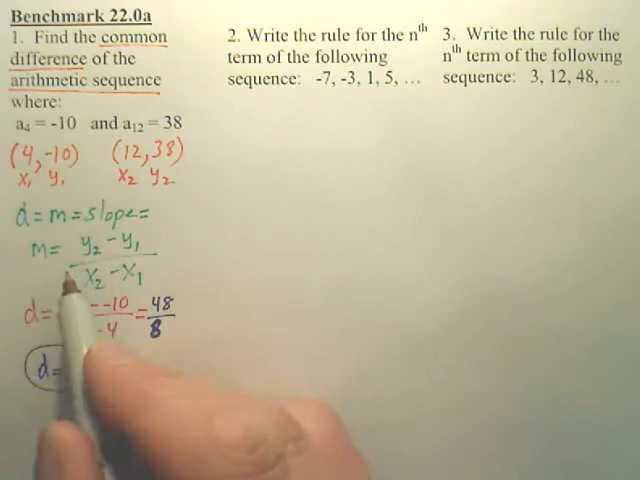 Benchmark 22.0a
1. Find the common
difference of the
arithmetic sequence
where:
a₄ = -10 and a₁₂ = 38
(4,-10) (12,38)
x₁ y₁ x₂ y₂
d = m = slope =
m = y₂ - y₁
x₂ - x₁
d = - -10 = 48
-4 8
d =
2. Write the rule for the nᵗʰ
term of the following
sequence: -7, -3, 1, 5, …
3. Write the rule for the
nᵗʰ term of the following
sequence: 3, 12, 48, …